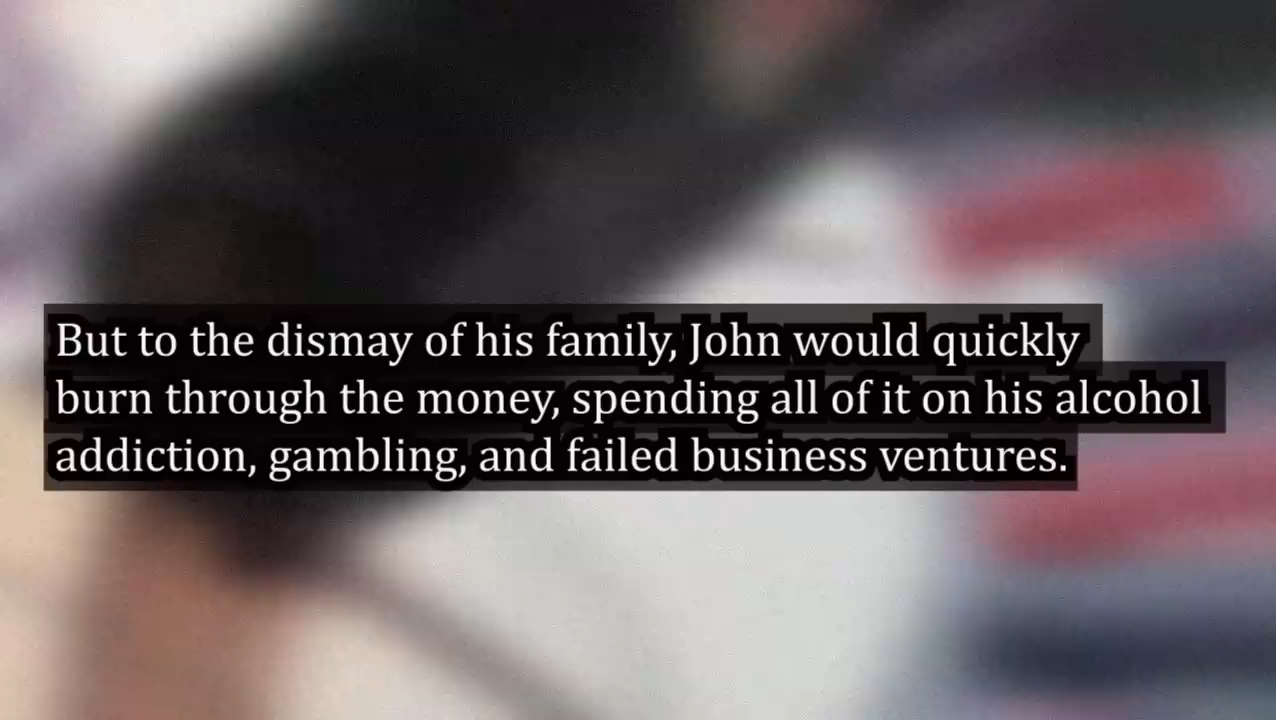 But to the dismay of his family, John would quickly
burn through the money, spending all of it on his alcohol
addiction, gambling, and failed business ventures.